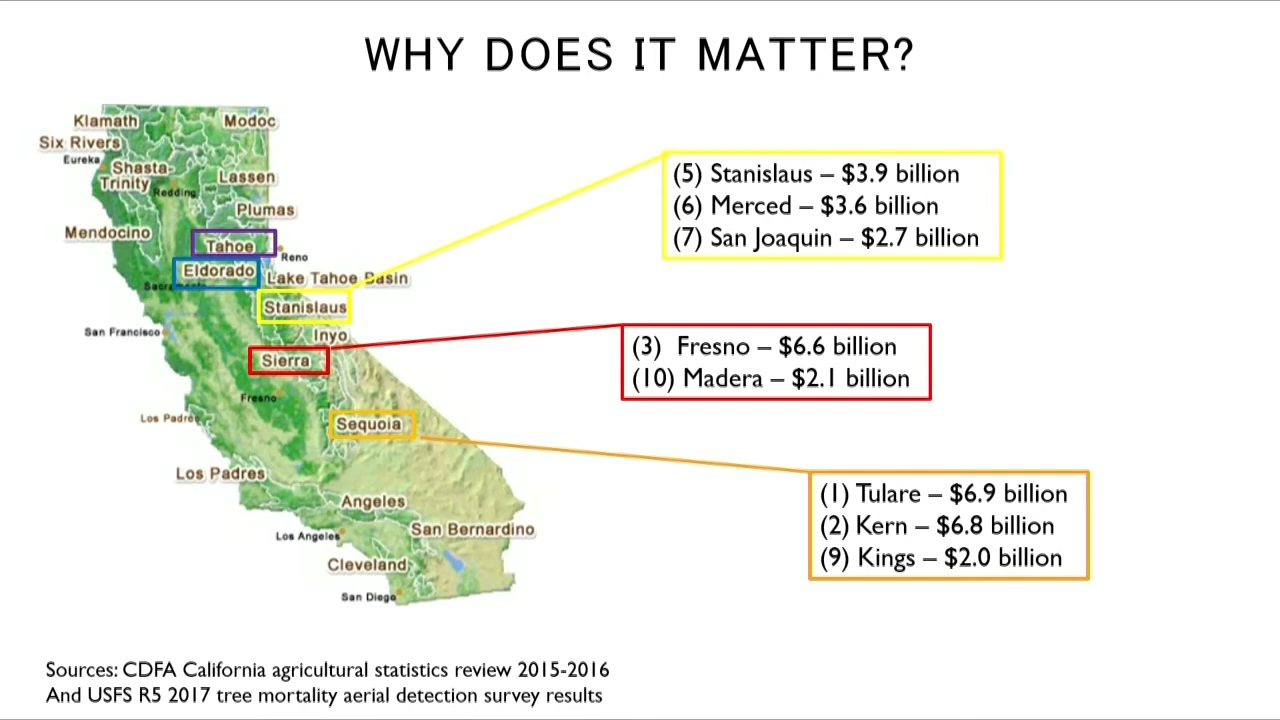 WHY DOES IT MATTER?
Klamath
Modoc
Six Rivers
Eureka
Shasta-
Trinity
Lassen
Redding
Plumas
Mendocino
Tahoe
Reno
Eldorado
Lake Tahoe Basin
Sacramento
Stanislaus
San Francisco
Inyo
Sierra
Fresno
Los Padres
Sequoia
Los Padres
Angeles
San Bernardino
Los Angeles
Cleveland
San Diego
(5) Stanislaus – $3.9 billion
(6) Merced – $3.6 billion
(7) San Joaquin – $2.7 billion
(3) Fresno – $6.6 billion
(10) Madera – $2.1 billion
(1) Tulare – $6.9 billion
(2) Kern – $6.8 billion
(9) Kings – $2.0 billion
Sources: CDFA California agricultural statistics review 2015-2016
And USFS R5 2017 tree mortality aerial detection survey results